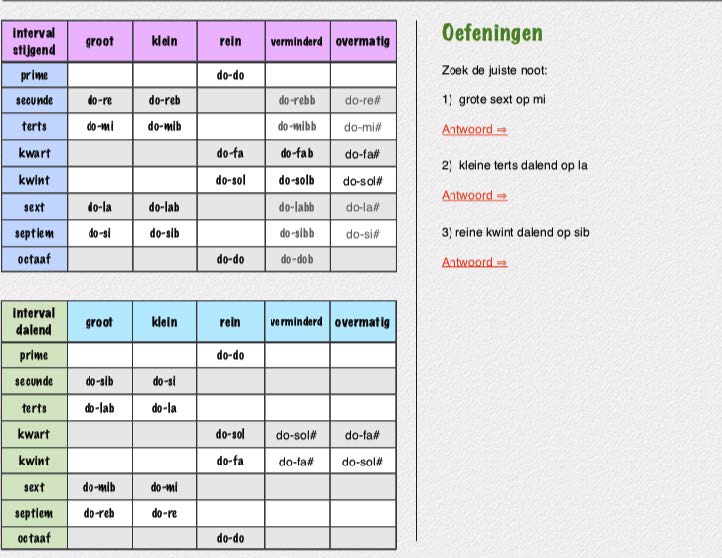 interval stijgend groot klein rein verminderd overmatig
prime do-do
secunde do-re do-reb do-rebb do-re#
terts do-mi do-mib do-mibb do-mi#
kwart do-fa do-fab do-fa#
kwint do-sol do-solb do-sol#
sext do-la do-lab do-labb do-la#
septiem do-si do-sib do-sibb do-si#
octaaf do-do do-dob
interval dalend groot klein rein verminderd overmatig
prime do-do
secunde do-sib do-si
terts do-lab do-la
kwart do-sol do-sol# do-fa#
kwint do-fa do-fa# do-sol#
sext do-mib do-mi
septiem do-reb do-re
octaaf do-do
Oefeningen
Zoek de juiste noot:
1) grote sext op mi
Antwoord ⇒
2) kleine terts dalend op la
Antwoord ⇒
3) reine kwint dalend op sib
Antwoord ⇒